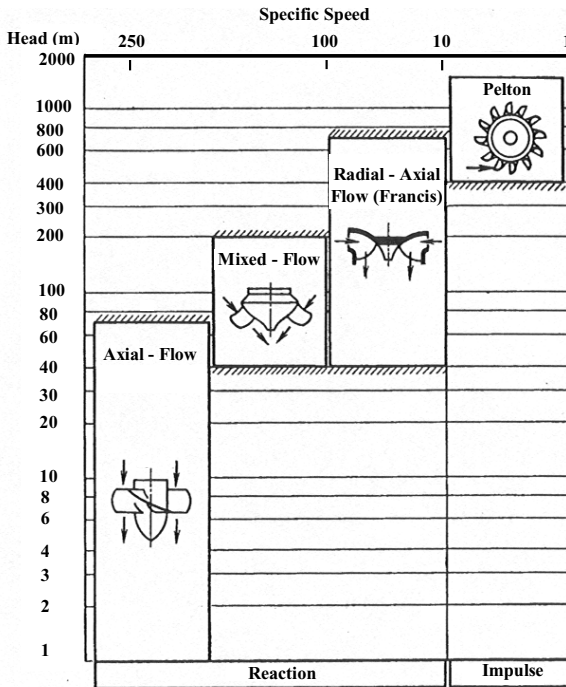 Specific Speed
Head (m) 250 100 10 1
2000
Pelton
1000
800
600
Radial - Axial
Flow (Francis)
400
300
200
Mixed - Flow
100
80
60
Axial - Flow
40
30
20
10
8
6
4
3
2
1
Reaction Impulse